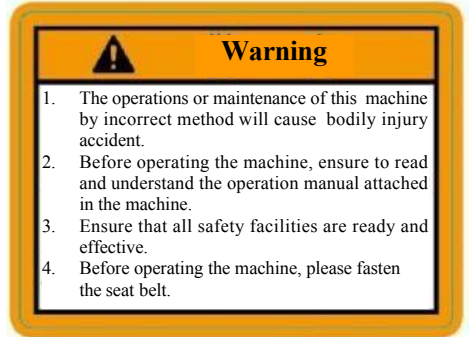 Warning
1. The operations or maintenance of this machine
by incorrect method will cause bodily injury
accident.
2. Before operating the machine, ensure to read
and understand the operation manual attached
in the machine.
3. Ensure that all safety facilities are ready and
effective.
4. Before operating the machine, please fasten
the seat belt.